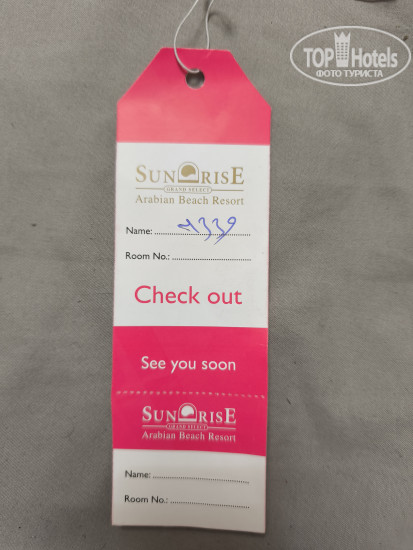 TOP Hotels
ФОТО ТУРИСТА
SUNRISE
GRAND SELECT
Arabian Beach Resort
Name:
Room No.:
Check out
See you soon
SUNRISE
GRAND SELECT
Arabian Beach Resort
Name:
Room No.: